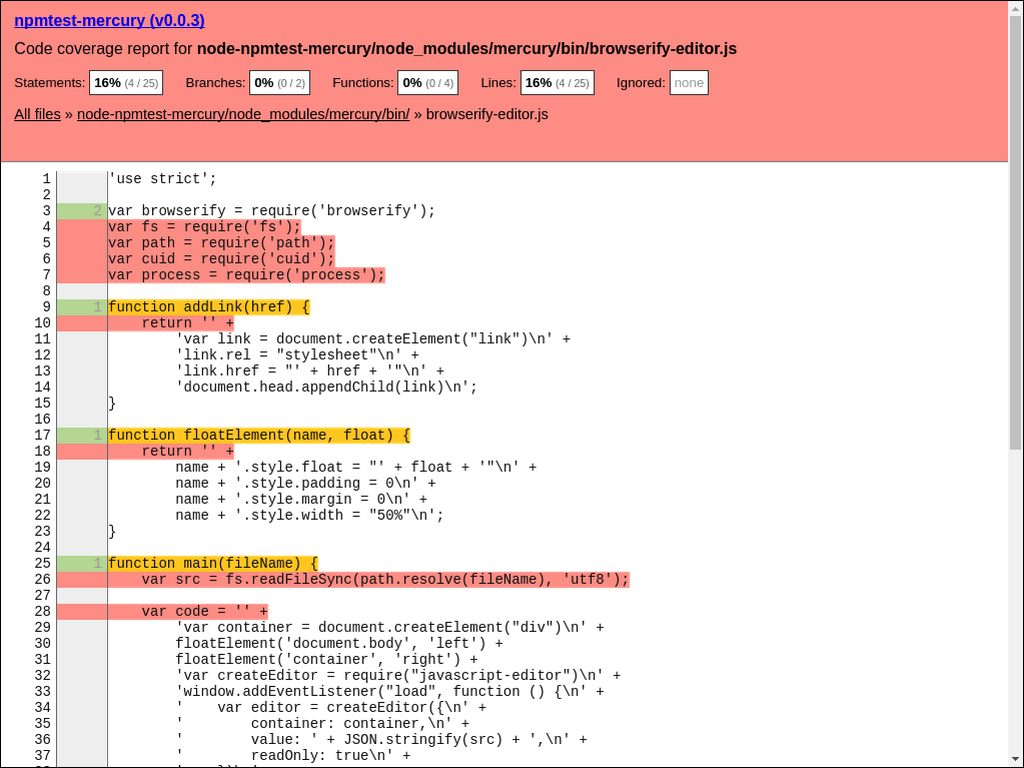 npmtest-mercury (v0.0.3)
Code coverage report for node-npmtest-mercury/node_modules/mercury/bin/browserify-editor.js
Statements: 16% (4 / 25) Branches: 0% (0 / 2) Functions: 0% (0 / 4) Lines: 16% (4 / 25) Ignored: none
All files » node-npmtest-mercury/node_modules/mercury/bin/ » browserify-editor.js
1 'use strict';
2
3 2 var browserify = require('browserify');
4 var fs = require('fs');
5 var path = require('path');
6 var cuid = require('cuid');
7 var process = require('process');
8
9 1 function addLink(href) {
10     return '' +
11         'var link = document.createElement("link")\n' +
12         'link.rel = "stylesheet"\n' +
13         'link.href = "' + href + '"\n' +
14         'document.head.appendChild(link)\n';
15 }
16
17 1 function floatElement(name, float) {
18     return '' +
19         name + '.style.float = "' + float + '"\n' +
20         name + '.style.padding = 0\n' +
21         name + '.style.margin = 0\n' +
22         name + '.style.width = "50%"\n';
23 }
24
25 1 function main(fileName) {
26     var src = fs.readFileSync(path.resolve(fileName), 'utf8');
27
28     var code = '' +
29         'var container = document.createElement("div")\n' +
30         floatElement('document.body', 'left') +
31         floatElement('container', 'right') +
32         'var createEditor = require("javascript-editor")\n' +
33         'window.addEventListener("load", function () {\n' +
34         '    var editor = createEditor({\n' +
35         '        container: container,\n' +
36         '        value: ' + JSON.stringify(src) + ',\n' +
37         '        readOnly: true\n' +